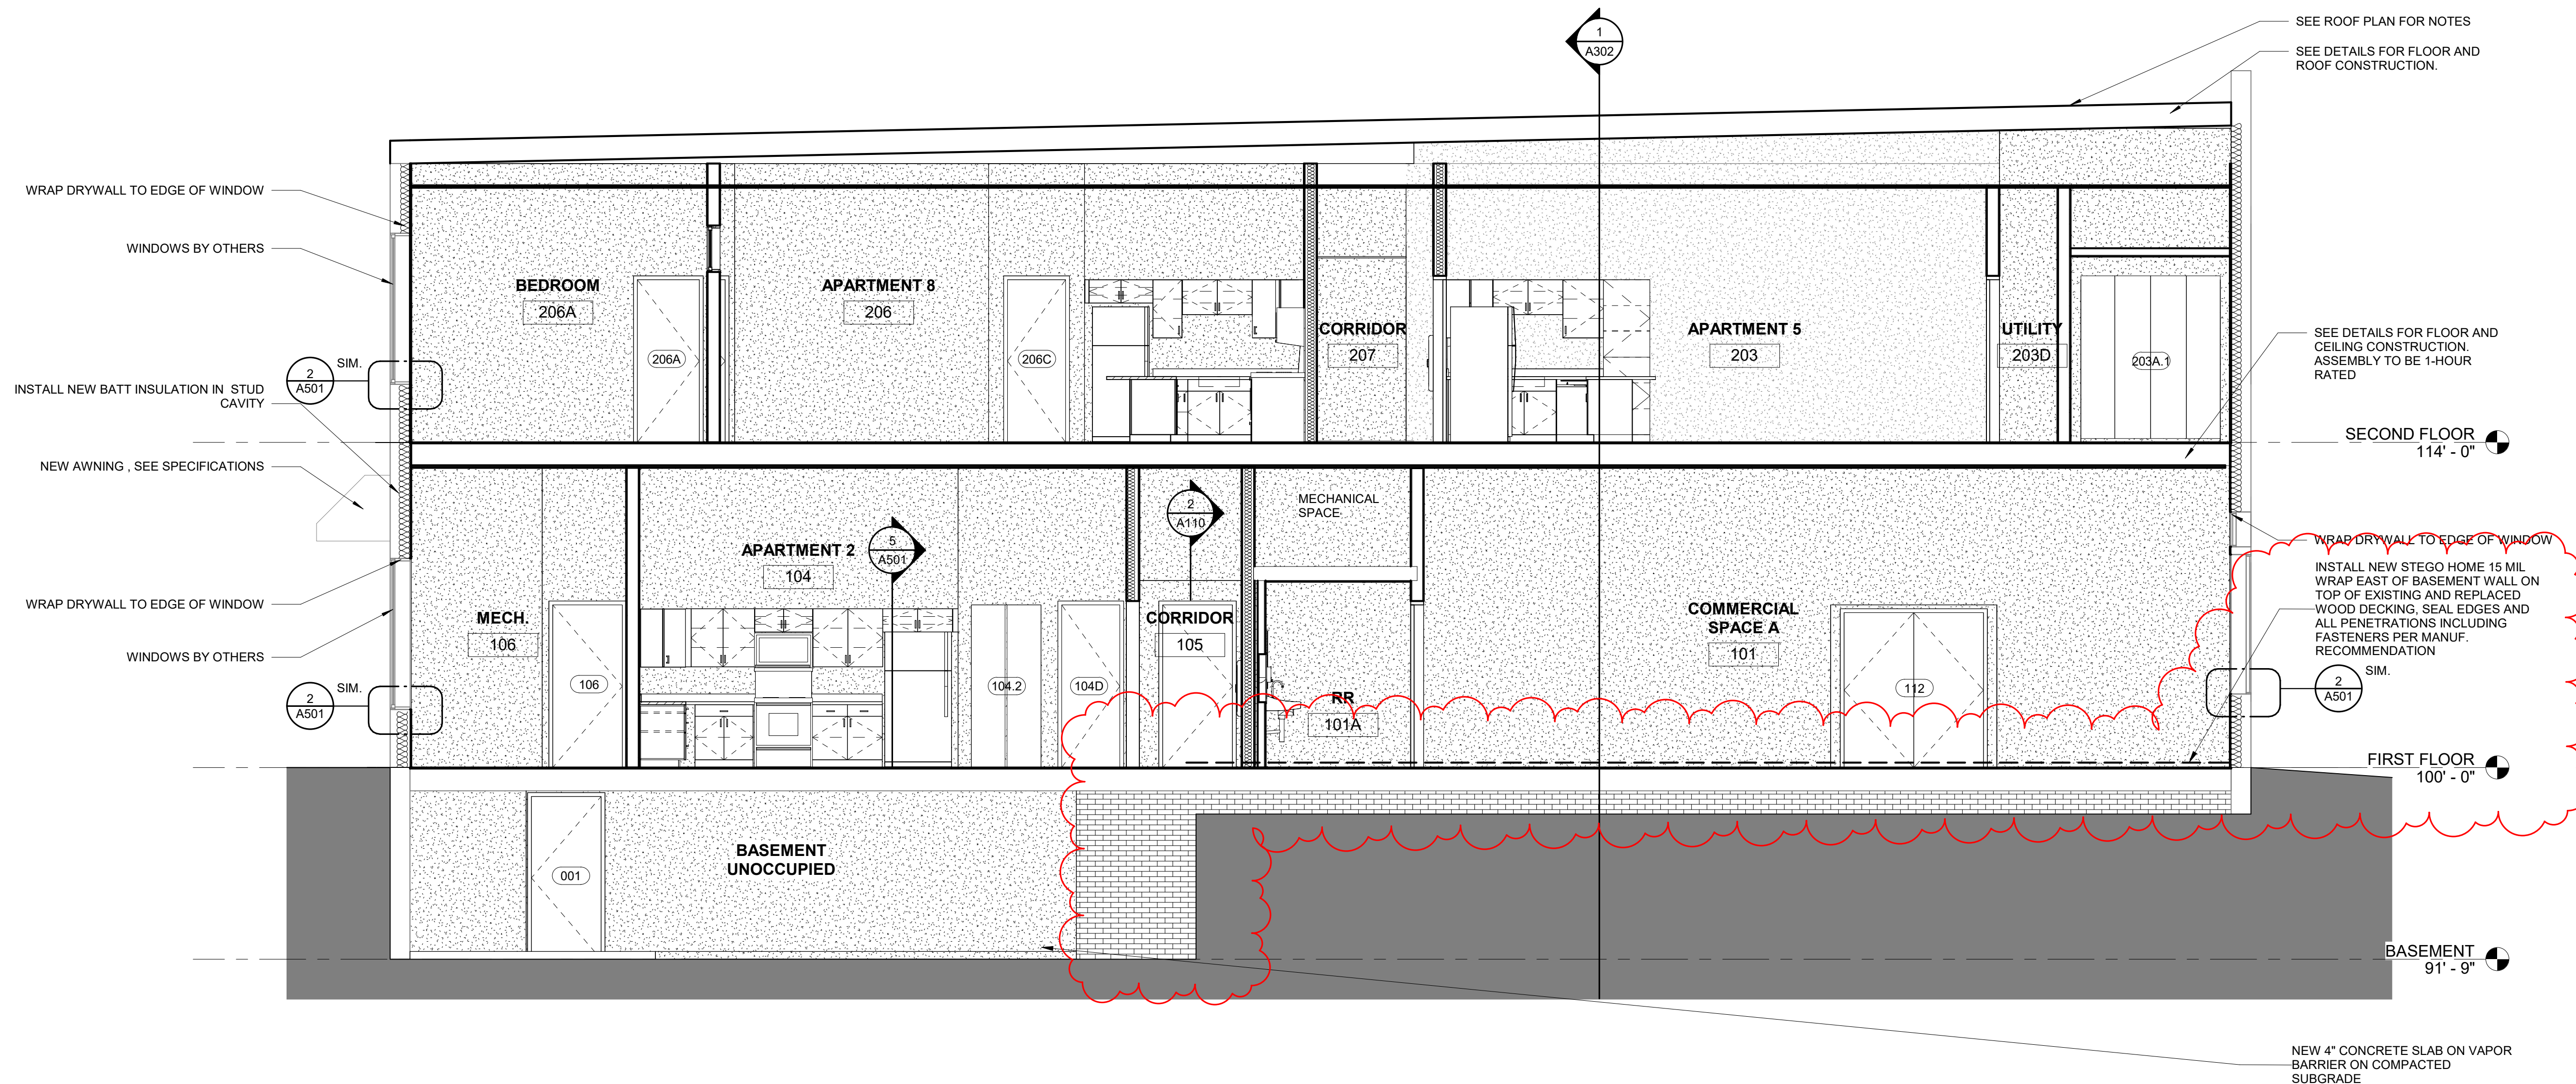 1
A302
SEE ROOF PLAN FOR NOTES
SEE DETAILS FOR FLOOR AND
ROOF CONSTRUCTION.
WRAP DRYWALL TO EDGE OF WINDOW
WINDOWS BY OTHERS
2
A501
SIM.
INSTALL NEW BATT INSULATION IN STUD
CAVITY
NEW AWNING , SEE SPECIFICATIONS
WRAP DRYWALL TO EDGE OF WINDOW
WINDOWS BY OTHERS
2
A501
SIM.
BEDROOM
206A
206A
APARTMENT 8
206
206C
CORRIDOR
207
APARTMENT 5
203
UTILITY
203D
203A.1
SEE DETAILS FOR FLOOR AND
CEILING CONSTRUCTION.
ASSEMBLY TO BE 1-HOUR
RATED
SECOND FLOOR
114' - 0"
MECH.
106
106
APARTMENT 2
104
5
A501
104.2
104D
2
A110
CORRIDOR
105
MECHANICAL
SPACE
RR
101A
COMMERCIAL
SPACE A
101
112
WRAP DRYWALL TO EDGE OF WINDOW
INSTALL NEW STEGO HOME 15 MIL
WRAP EAST OF BASEMENT WALL ON
TOP OF EXISTING AND REPLACED
WOOD DECKING, SEAL EDGES AND
ALL PENETRATIONS INCLUDING
FASTENERS PER MANUF.
RECOMMENDATION
2
A501
SIM.
FIRST FLOOR
100' - 0"
001
BASEMENT
UNOCCUPIED
BASEMENT
91' - 9"
NEW 4" CONCRETE SLAB ON VAPOR
BARRIER ON COMPACTED
SUBGRADE